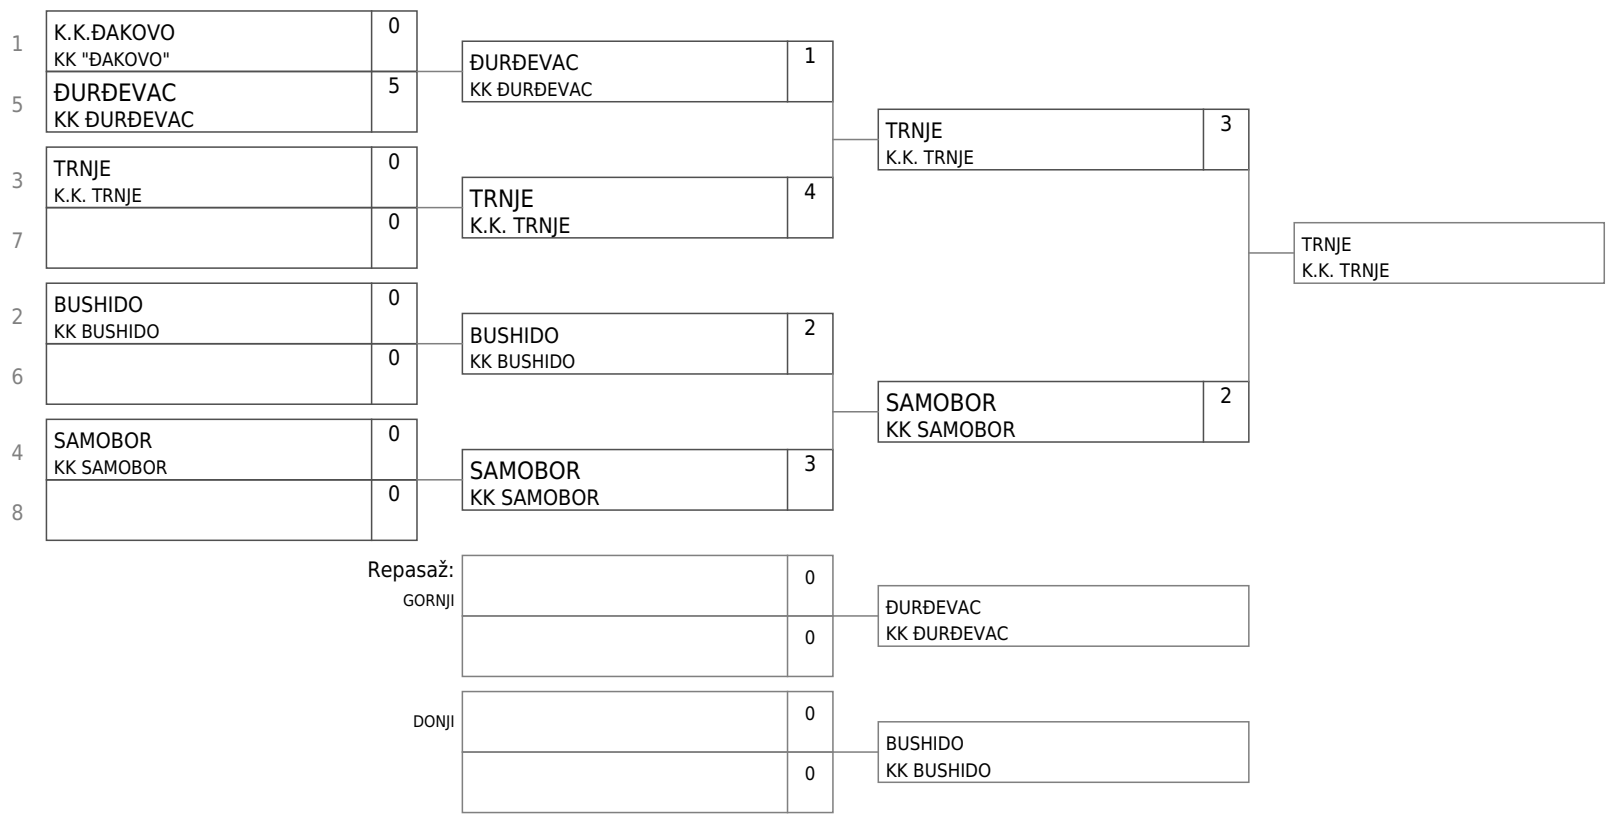 1
K.K.ĐAKOVO
KK "ĐAKOVO"
0
5
ĐURĐEVAC
KK ĐURĐEVAC
5
3
TRNJE
K.K. TRNJE
0
7
0
2
BUSHIDO
KK BUSHIDO
0
6
0
4
SAMOBOR
KK SAMOBOR
0
8
0
ĐURĐEVAC
KK ĐURĐEVAC
1
TRNJE
K.K. TRNJE
4
BUSHIDO
KK BUSHIDO
2
SAMOBOR
KK SAMOBOR
3
TRNJE
K.K. TRNJE
3
SAMOBOR
KK SAMOBOR
2
TRNJE
K.K. TRNJE
Repasaž:
GORNJI
0
0
ĐURĐEVAC
KK ĐURĐEVAC
DONJI
0
0
BUSHIDO
KK BUSHIDO